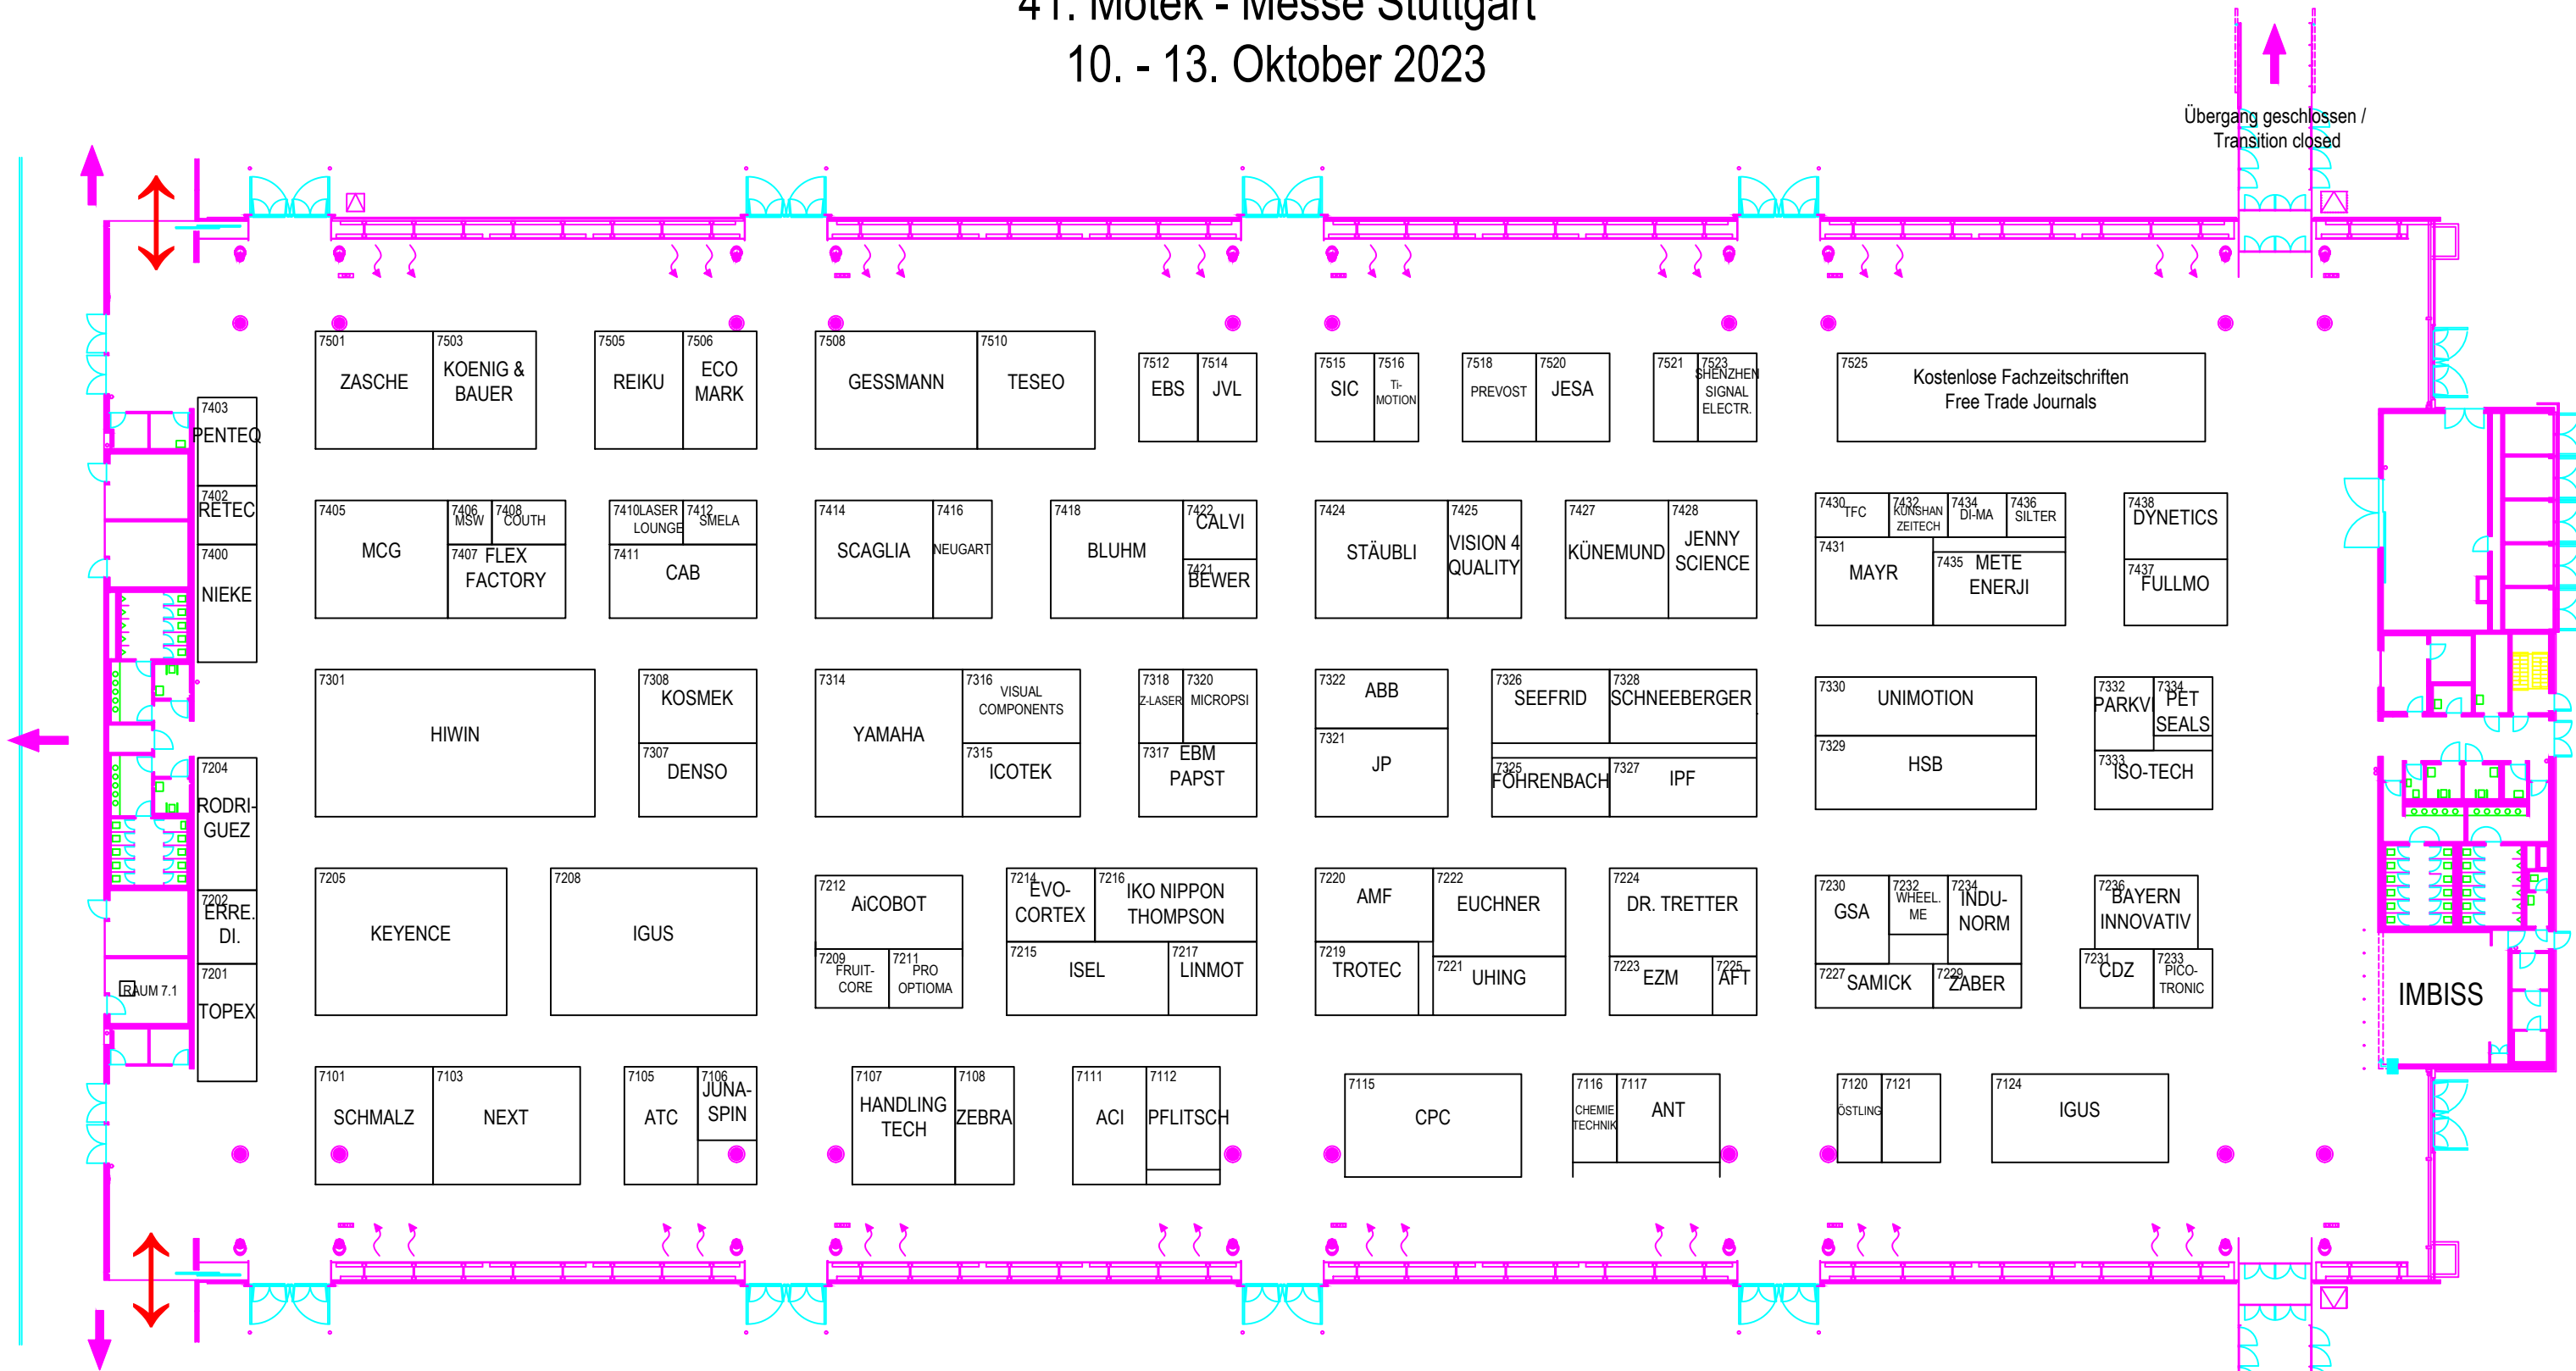 41. Motek - Messe Stuttgart
10. - 13. Oktober 2023
Übergang geschlossen /
Transition closed
7501
ZASCHE
7503
KOENIG &
BAUER
7505
REIKU
7506
ECO
MARK
7508
GESSMANN
7510
TESEO
7512
EBS
7514
JVL
7515
SIC
7516
Ti-
MOTION
7518
PREVOST
7520
JESA
7521
7523
SHENZHEN
SIGNAL
ELECTR.
7525
Kostenlose Fachzeitschriften
Free Trade Journals
7403
PENTEQ
7402
RETEC
7400
NIEKE
7405
MCG
7406
MSW
7408
COUTH
7407
FLEX
FACTORY
7410
LASER
LOUNGE
7412
SMELA
7411
CAB
7414
SCAGLIA
7416
NEUGART
7418
BLUHM
7422
CALVI
7421
BEWER
7424
STÄUBLI
7425
VISION 4
QUALITY
7427
KÜNEMUND
7428
JENNY
SCIENCE
7430
TFC
7432
KUNSHAN
ZEITECH
7434
DI-MA
7436
SILTER
7431
MAYR
7435
METE
ENERJI
7438
DYNETICS
7437
FULLMO
7301
HIWIN
7308
KOSMEK
7307
DENSO
7314
YAMAHA
7316
VISUAL
COMPONENTS
7315
ICOTEK
7318
Z-LASER
7320
MICROPSI
7317
EBM
PAPST
7322
ABB
7321
JP
7326
SEEFRID
7328
SCHNEEBERGER
7325
FÖHRENBACH
7327
IPF
7330
UNIMOTION
7329
HSB
7332
PARKVI
7334
PET
SEALS
7333
ISO-TECH
7204
RODRI-
GUEZ
7202
ERRE.
DI.
7201
TOPEX
RAUM 7.1
7205
KEYENCE
7208
IGUS
7212
AiCOBOT
7209
FRUIT-
CORE
7211
PRO
OPTIOMA
7214
EVO-
CORTEX
7216
IKO NIPPON
THOMPSON
7215
ISEL
7217
LINMOT
7220
AMF
7222
EUCHNER
7219
TROTEC
7221
UHING
7224
DR. TRETTER
7223
EZM
7225
AFT
7230
GSA
7232
WHEEL.
ME
7234
INDU-
NORM
7227
SAMICK
7229
ZABER
7236
BAYERN
INNOVATIV
7231
CDZ
7233
PICO-
TRONIC
IMBISS
7101
SCHMALZ
7103
NEXT
7105
ATC
7106
JUNA-
SPIN
7107
HANDLING
TECH
7108
ZEBRA
7111
ACI
7112
PFLITSCH
7115
CPC
7116
CHEMIE
TECHNIK
7117
ANT
7120
ÖSTLING
7121
7124
IGUS